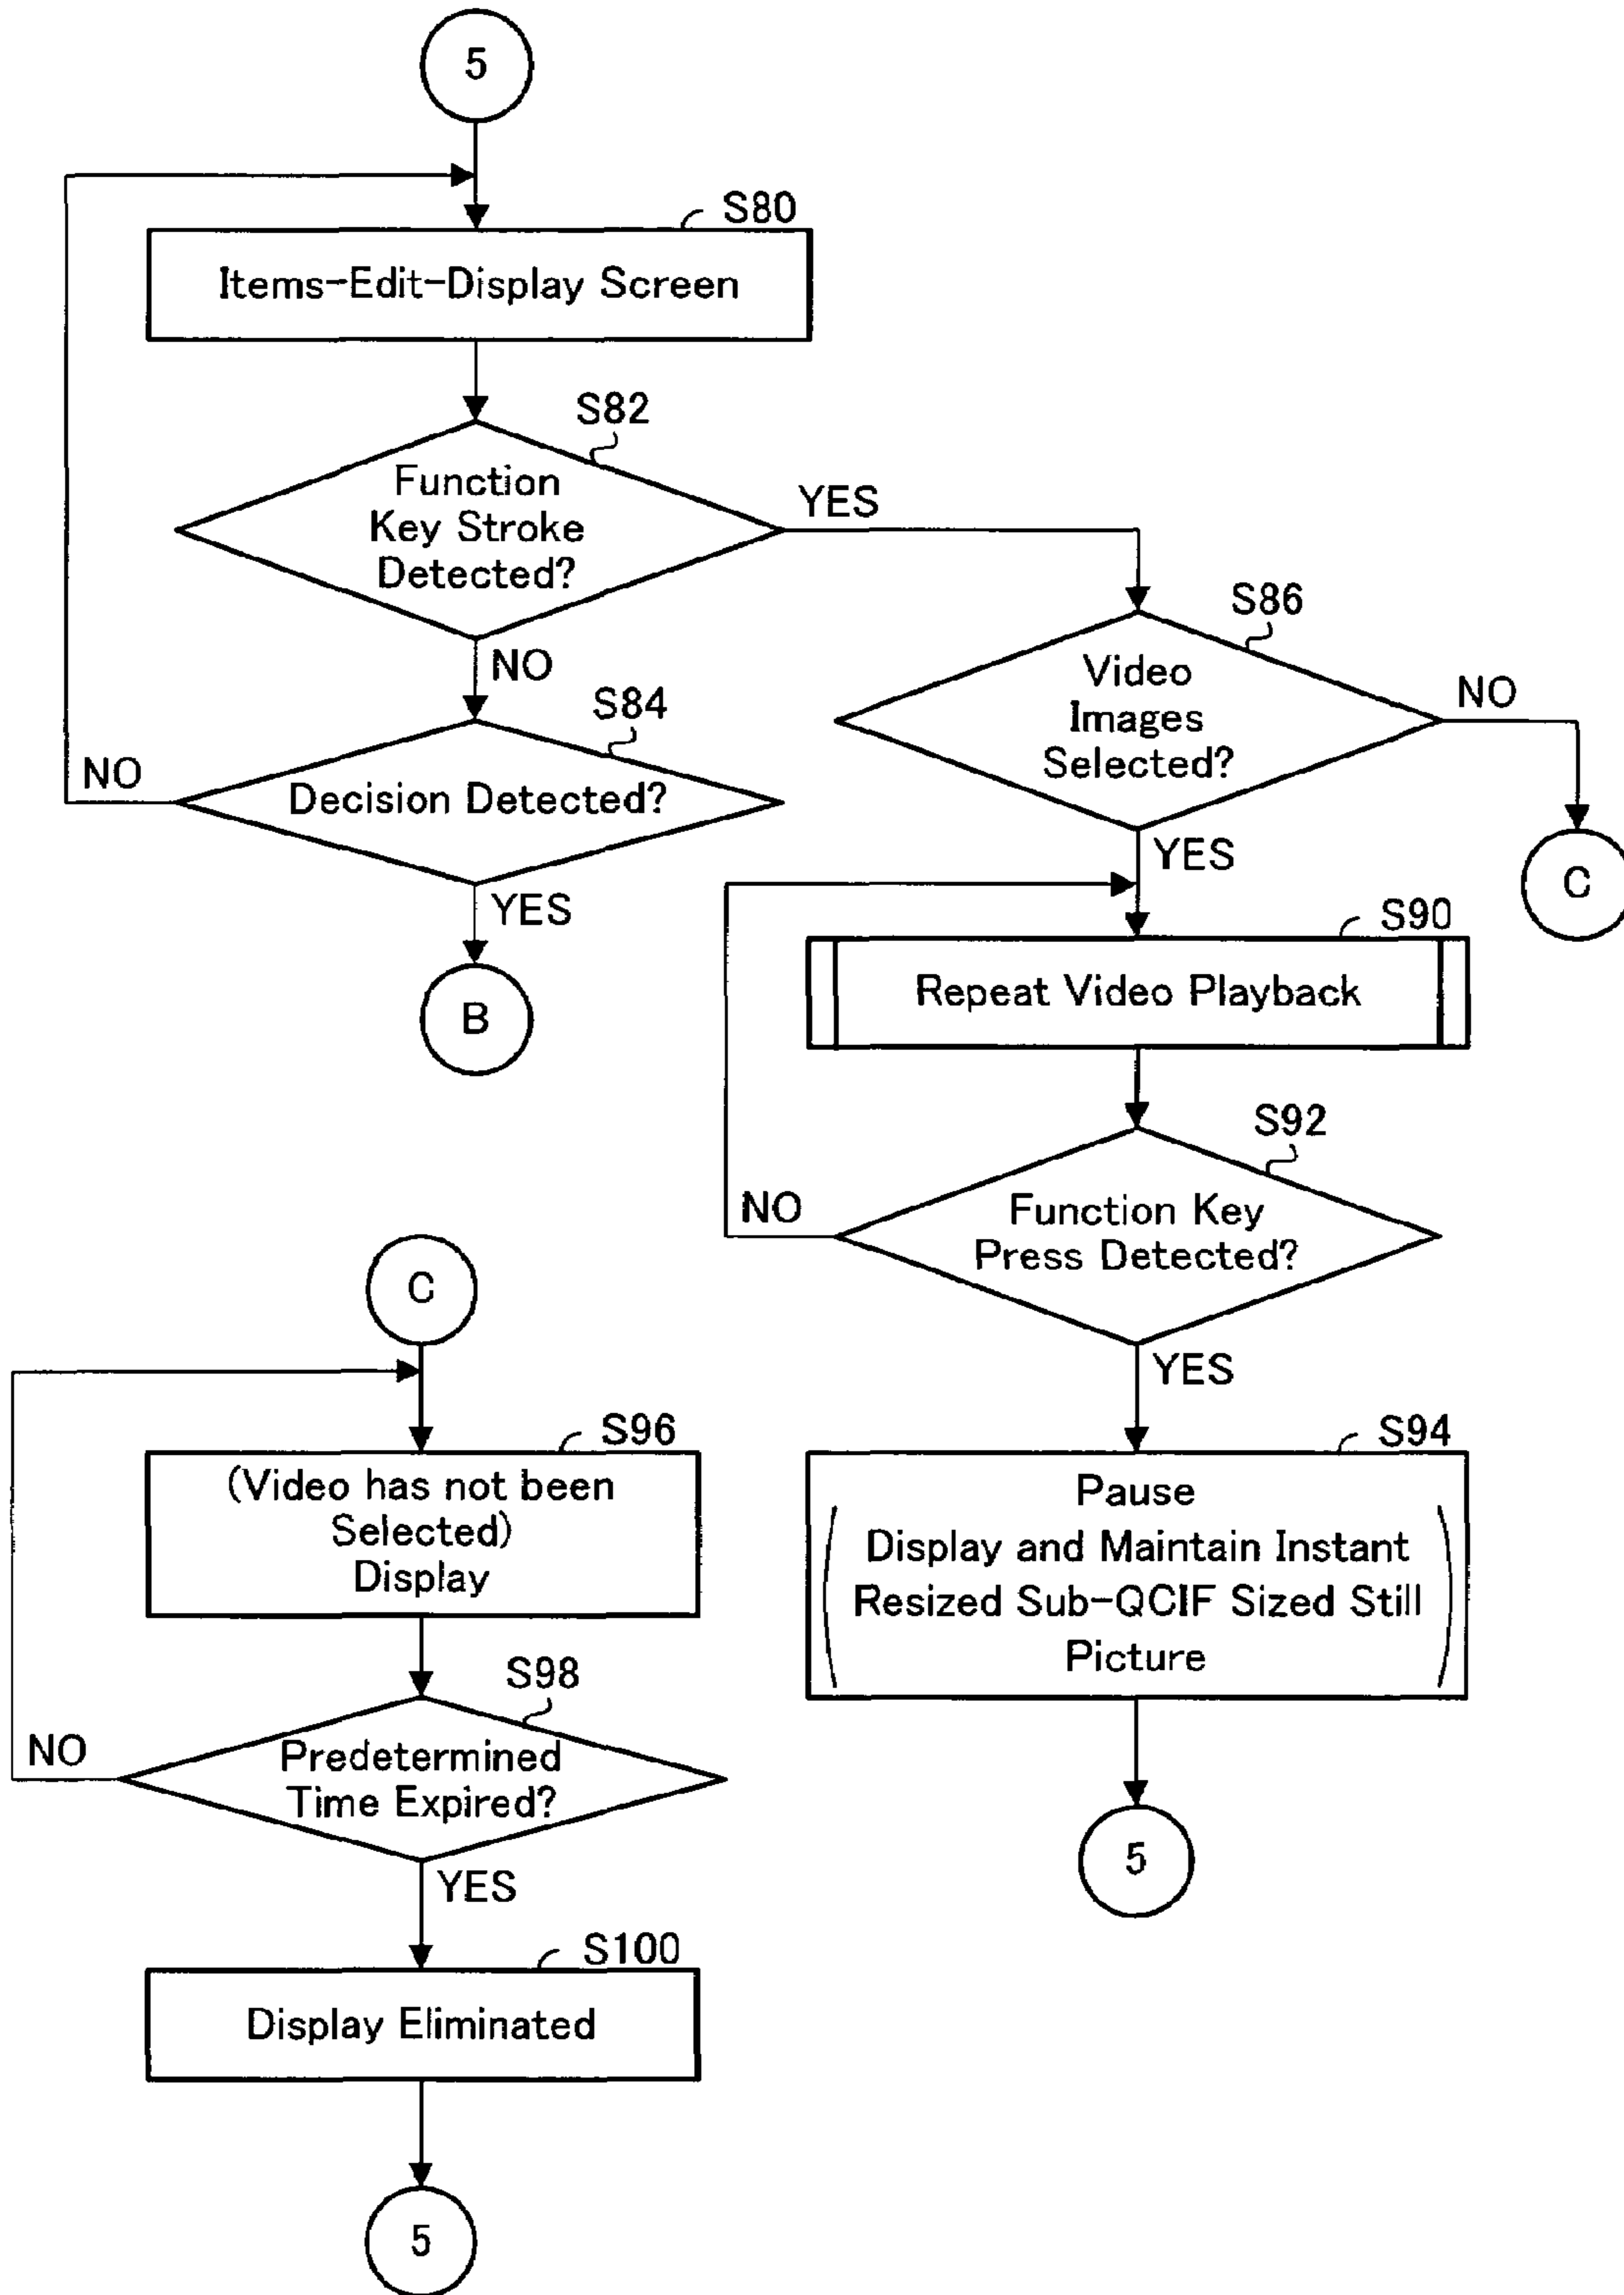 5
S80
Items-Edit-Display Screen
S82
Function
Key Stroke
Detected?
YES
NO
S84
Decision Detected?
NO
YES
B
S86
Video
Images
Selected?
NO
C
YES
S90
Repeat Video Playback
S92
Function Key
Press Detected?
NO
YES
S94
Pause
Display and Maintain Instant
Resized Sub-QCIF Sized Still
Picture
5
C
S96
(Video has not been
Selected)
Display
S98
Predetermined
Time Expired?
NO
YES
S100
Display Eliminated
5